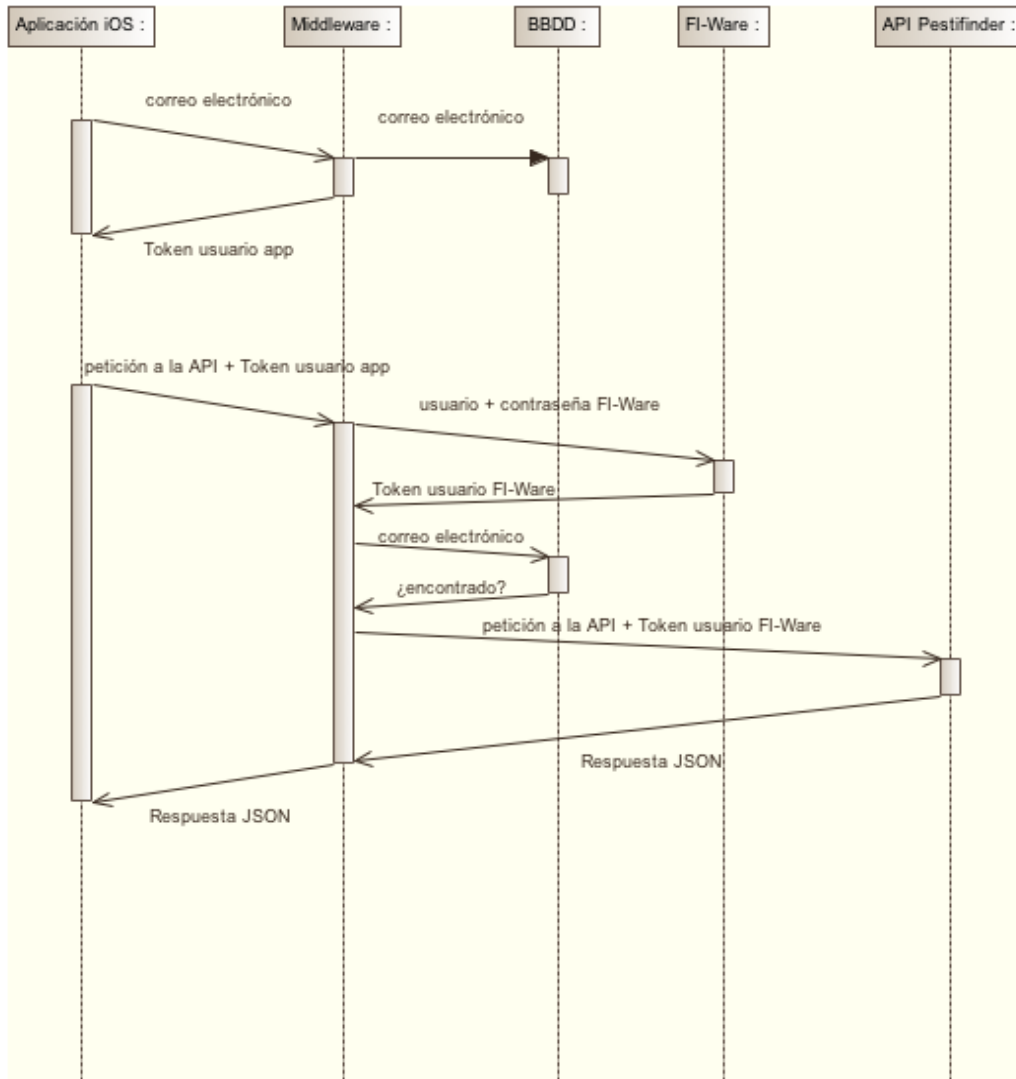 Aplicación iOS :
Middleware :
BBDD :
FI-Ware :
API Pestifinder :
correo electrónico
correo electrónico
Token usuario app
petición a la API + Token usuario app
usuario + contraseña FI-Ware
Token usuario FI-Ware
correo electrónico
¿encontrado?
petición a la API + Token usuario FI-Ware
Respuesta JSON
Respuesta JSON